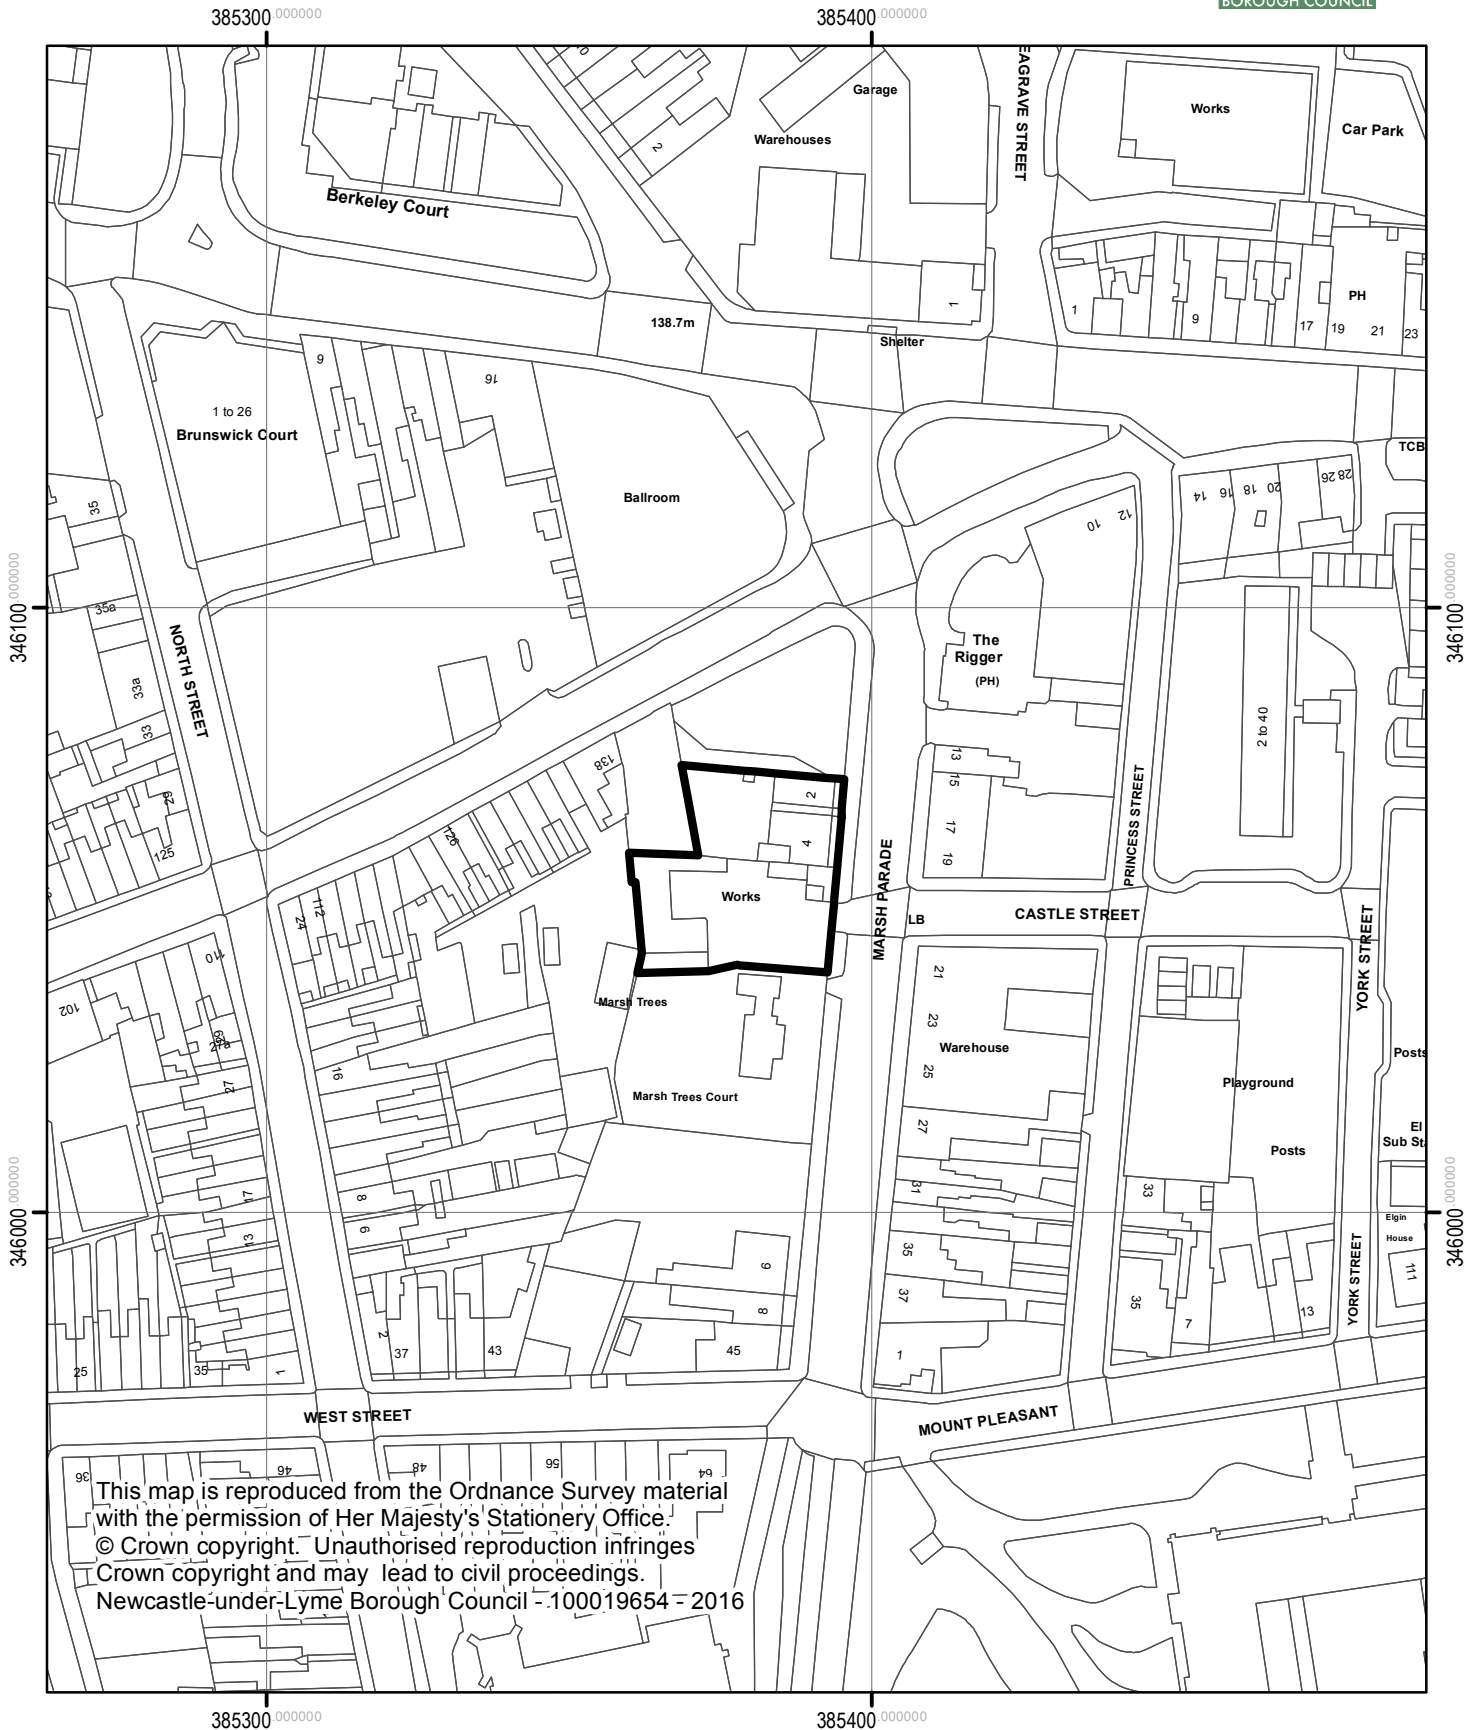 BOROUGH COUNCIL
385300.000000
385400.000000
Garage
Works
Car Park
EAGRAVE STREET
Warehouses
2
Berkeley Court
1
1
9
17
19
21
23
PH
138.7m
Shelter
9
16
1 to 26
Brunswick Court
Ballroom
TCB
14
16
18
20
26
28
35
10
12
346100.000000
346100.000000
35a
NORTH STREET
The
Rigger
(PH)
33a
33
2 to 40
138
13
15
29
2
PRINCESS STREET
126
4
17
125
19
MARSH PARADE
Works
112
24
LB
CASTLE STREET
YORK STREET
110
21
102
Marsh Trees
23
27a
Warehouse
Posts
16
25
27
Playground
Marsh Trees Court
27
El
Sub St
Posts
17
8
31
33
346000.000000
346000.000000
6
13
Elgin
House
35
6
111
YORK STREET
37
8
35
13
2
7
25
35
1
37
43
45
1
WEST STREET
MOUNT PLEASANT
36
46
48
56
64
This map is reproduced from the Ordnance Survey material
with the permission of Her Majesty's Stationery Office.
© Crown copyright. Unauthorised reproduction infringes
Crown copyright and may lead to civil proceedings.
Newcastle-under-Lyme Borough Council - 100019654 - 2016
385300.000000
385400.000000